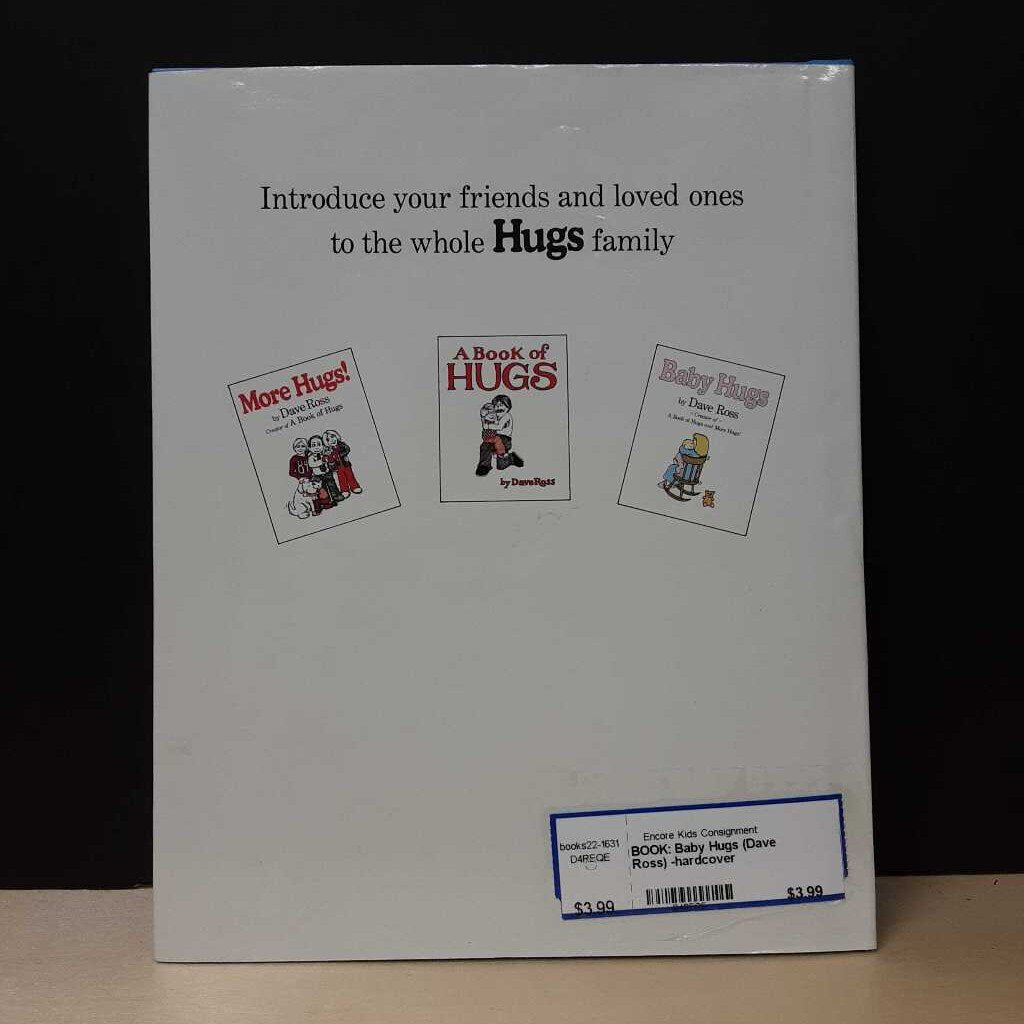 Introduce your friends and loved ones
to the whole Hugs family
More Hugs!
by Dave Ross
Creator of A Book of Hugs
A Book of
HUGS
by Dave Ross
Baby Hugs
by Dave Ross
- Creator of -
A Book of Hugs and More Hugs!
books22-1631
D4REQE
$3.99
Encore Kids Consignment
BOOK: Baby Hugs (Dave
Ross) -hardcover
$3.99